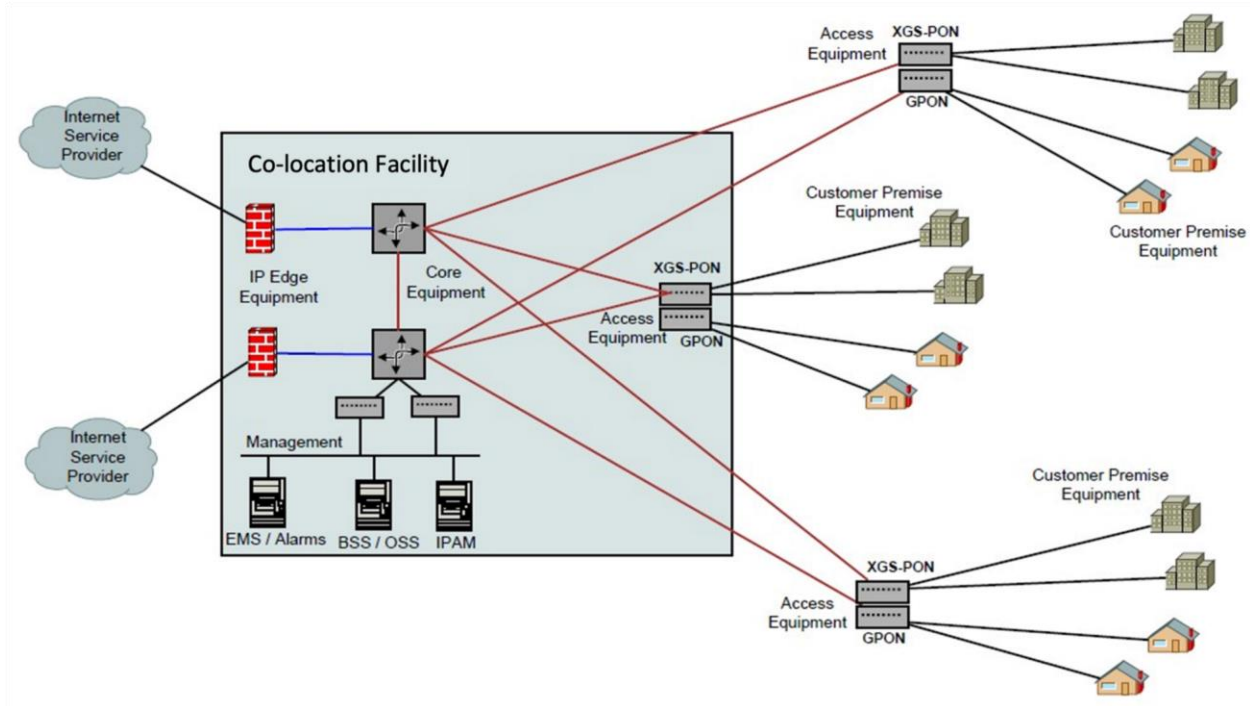 Access
Equipment
XGS-PON
GPON
Internet
Service
Provider
Co-location Facility
Customer Premise
Equipment
Customer Premise
Equipment
IP Edge
Equipment
Core
Equipment
XGS-PON
Access
Equipment
GPON
Internet
Service
Provider
Management
EMS / Alarms
BSS / OSS
IPAM
Customer Premise
Equipment
XGS-PON
Access
Equipment
GPON